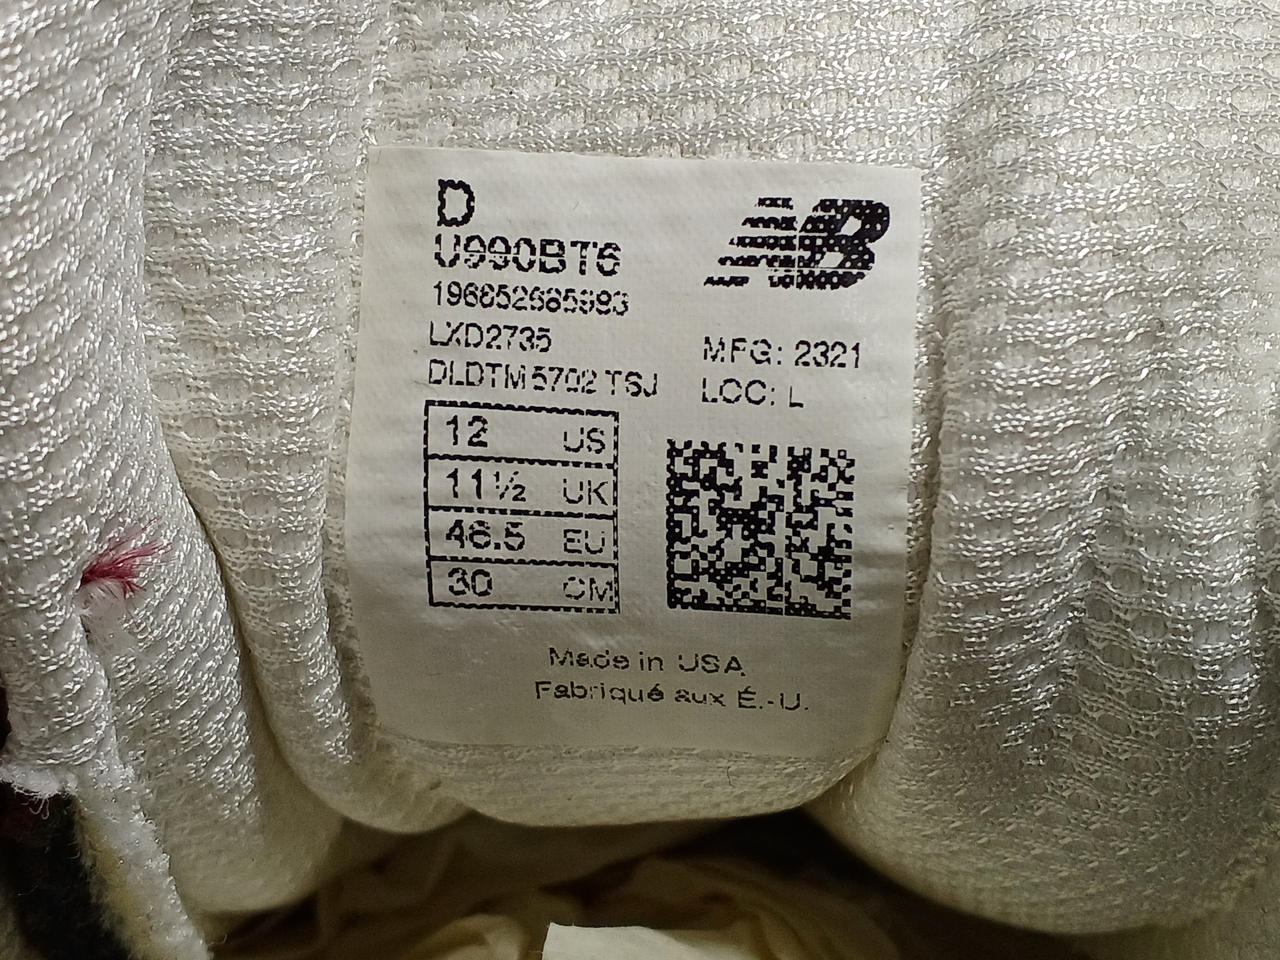 D
U990BT6
NB
196652685993
LXD2735
MFG: 2321
DLDTM 5702 TSJ
LOC: L
12 US
11½ UK
46.5 EU
30 CM
Made in USA
Fabriqué aux É.-U.